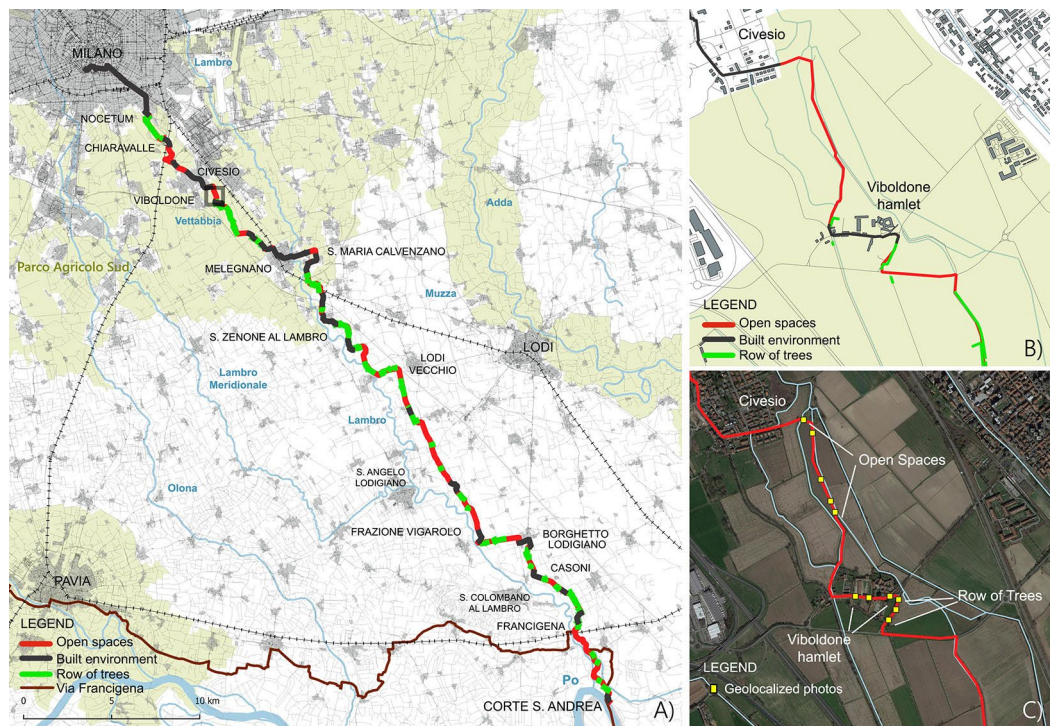 MILANO
Lambro
NOCETUM
CHIARAVALLE
CIVESIO
VIBOLDONE
Vettabbia
Adda
S. MARIA CALVENZANO
Parco Agricolo Sud
MELEGNANO
Muzza
S. ZENONE AL LAMBRO
LODI
LODI
VECCHIO
Lambro
Meridionale
Lambro
S. ANGELO
LODIGIANO
Olona
FRAZIONE VIGAROLO
BORGHETTO
LODIGIANO
CASONI
PAVIA
S. COLOMBANO
AL LAMBRO
FRANCIGENA
LEGEND
Open spaces
Built environment
Row of trees
Via Francigena
Po
0 5 10 km
CORTE S. ANDREA
A)
Civesio
Viboldone
hamlet
LEGEND
Open spaces
Built environment
Row of trees
B)
Civesio
Open Spaces
Row of Trees
Viboldone
hamlet
LEGEND
Geolocalized photos
C)